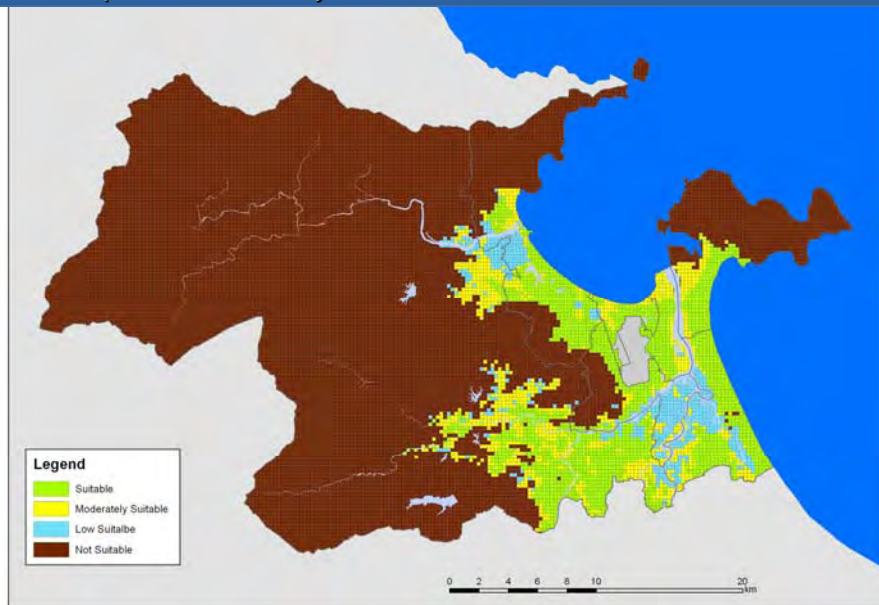 Legend
Suitable
Moderately Suitable
Low Suitalbe
Not Suitable
0 2 4 6 8 10 20
km